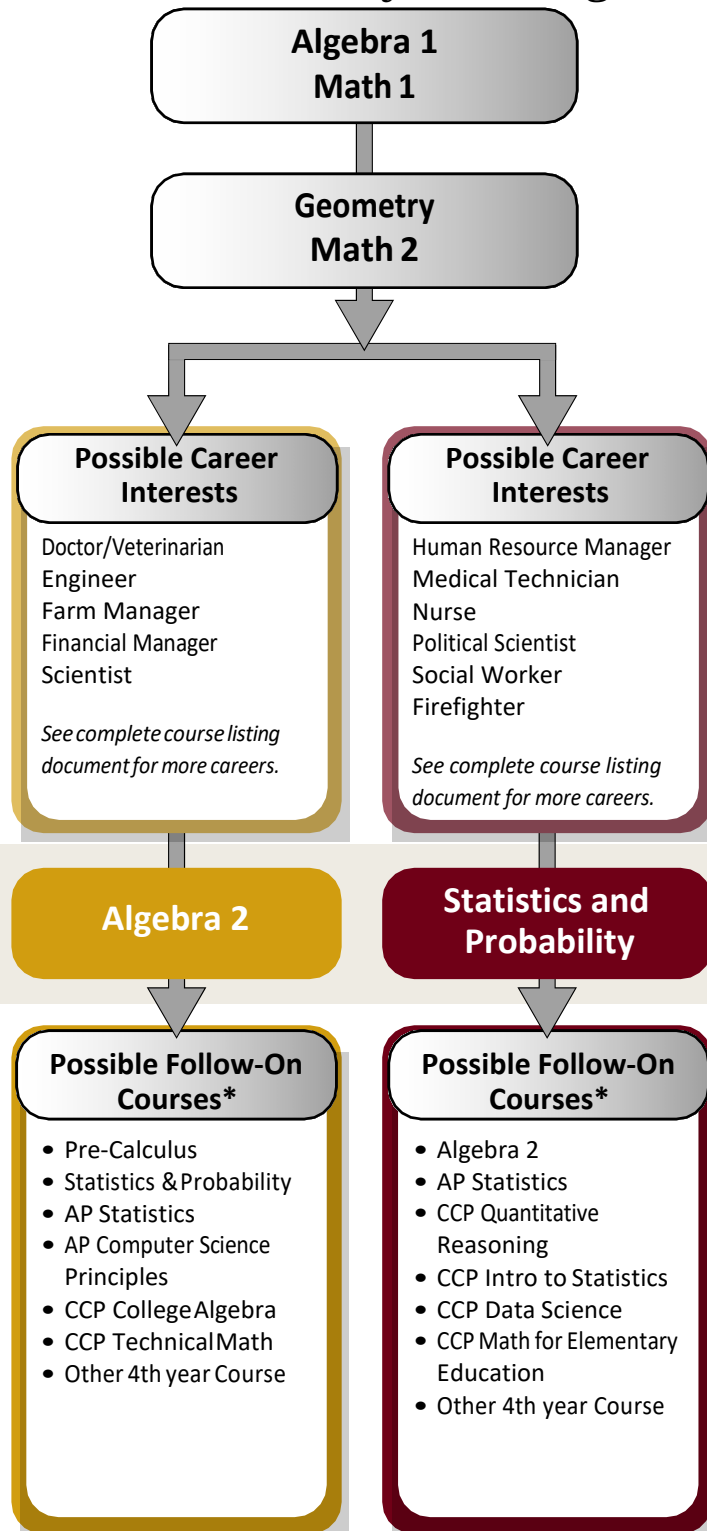 Algebra 1
Math 1
Geometry
Math 2
Possible Career
Interests
Doctor/Veterinarian
Engineer
Farm Manager
Financial Manager
Scientist
See complete course listing
document for more careers.
Possible Career
Interests
Human Resource Manager
Medical Technician
Nurse
Political Scientist
Social Worker
Firefighter
See complete course listing
document for more careers.
Algebra 2
Statistics and
Probability
Possible Follow-On
Courses*
• Pre-Calculus
• Statistics & Probability
• AP Statistics
• AP Computer Science
Principles
• CCP College Algebra
• CCP Technical Math
• Other 4th year Course
Possible Follow-On
Courses*
• Algebra 2
• AP Statistics
• CCP Quantitative
Reasoning
• CCP Intro to Statistics
• CCP Data Science
• CCP Math for Elementary
Education
• Other 4th year Course